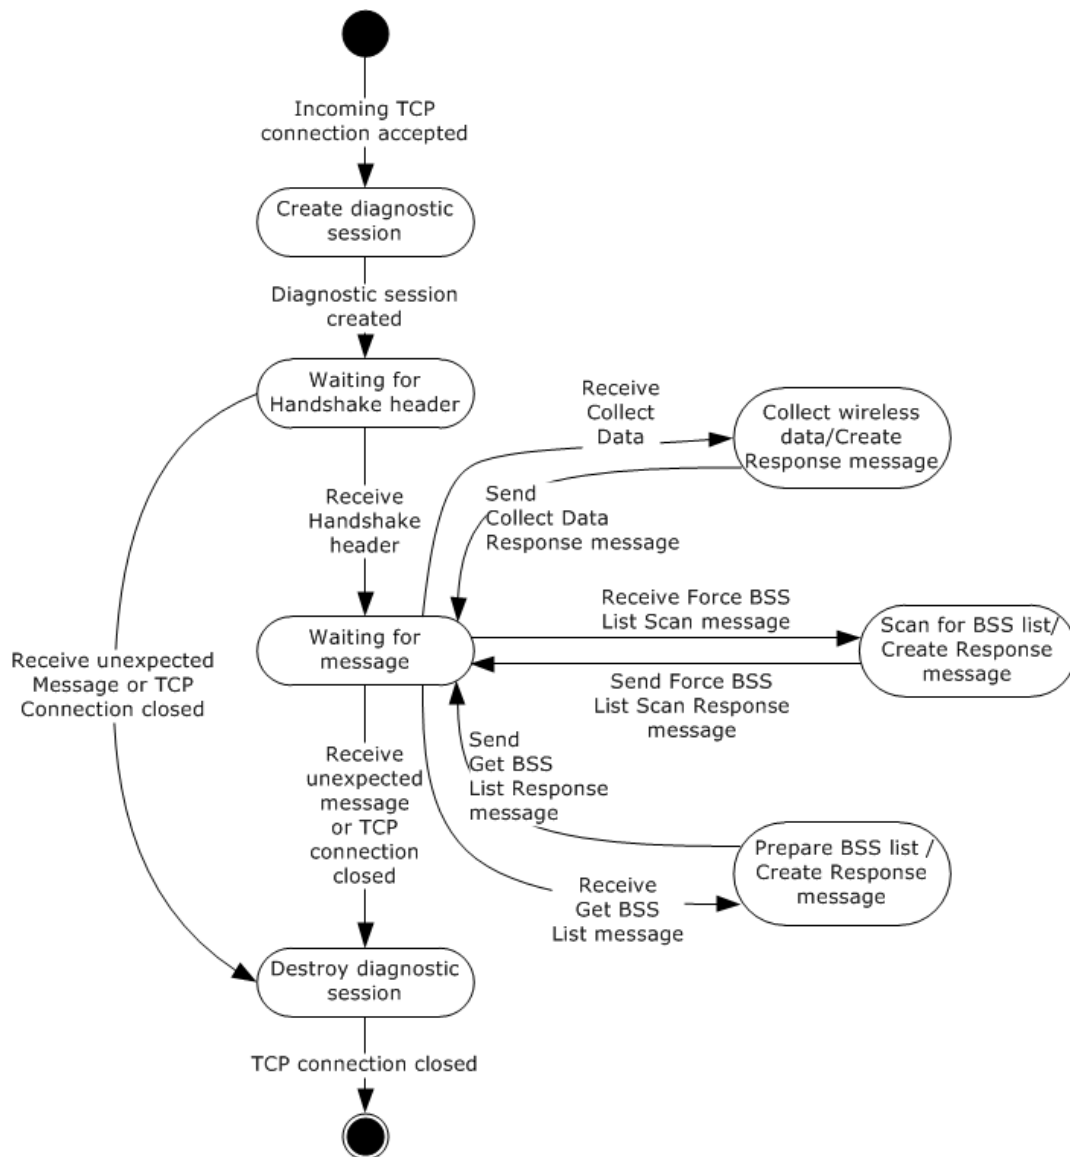 Incoming TCP
connection accepted
Create diagnostic
session
Diagnostic session
created
Waiting for
Handshake header
Receive
Collect
Data
Collect wireless
data/Create
Response message
Send
Collect Data
Response message
Receive
Handshake
header
Receive Force BSS
List Scan message
Waiting for
message
Scan for BSS list/
Create Response
message
Receive unexpected
Message or TCP
Connection closed
Send Force BSS
List Scan Response
message
Send
Get BSS
List Response
message
Receive
unexpected
message
or TCP
connection
closed
Prepare BSS list /
Create Response
message
Receive
Get BSS
List message
Destroy diagnostic
session
TCP connection closed